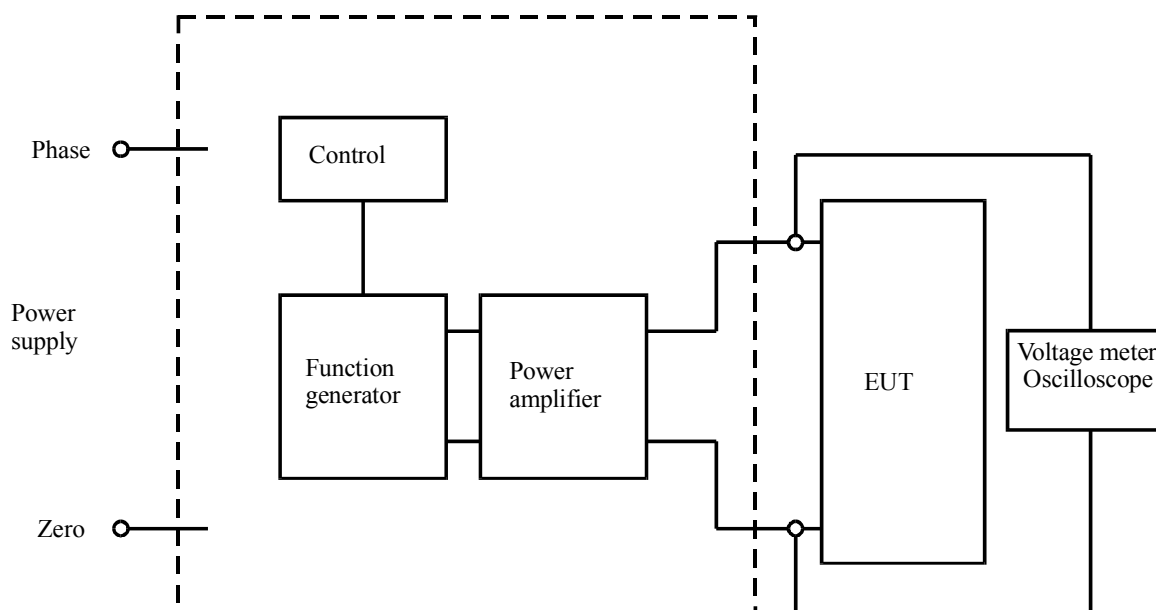 Phase
Control
Power
supply
Function
generator
Power
amplifier
EUT
Voltage meter
Oscilloscope
Zero